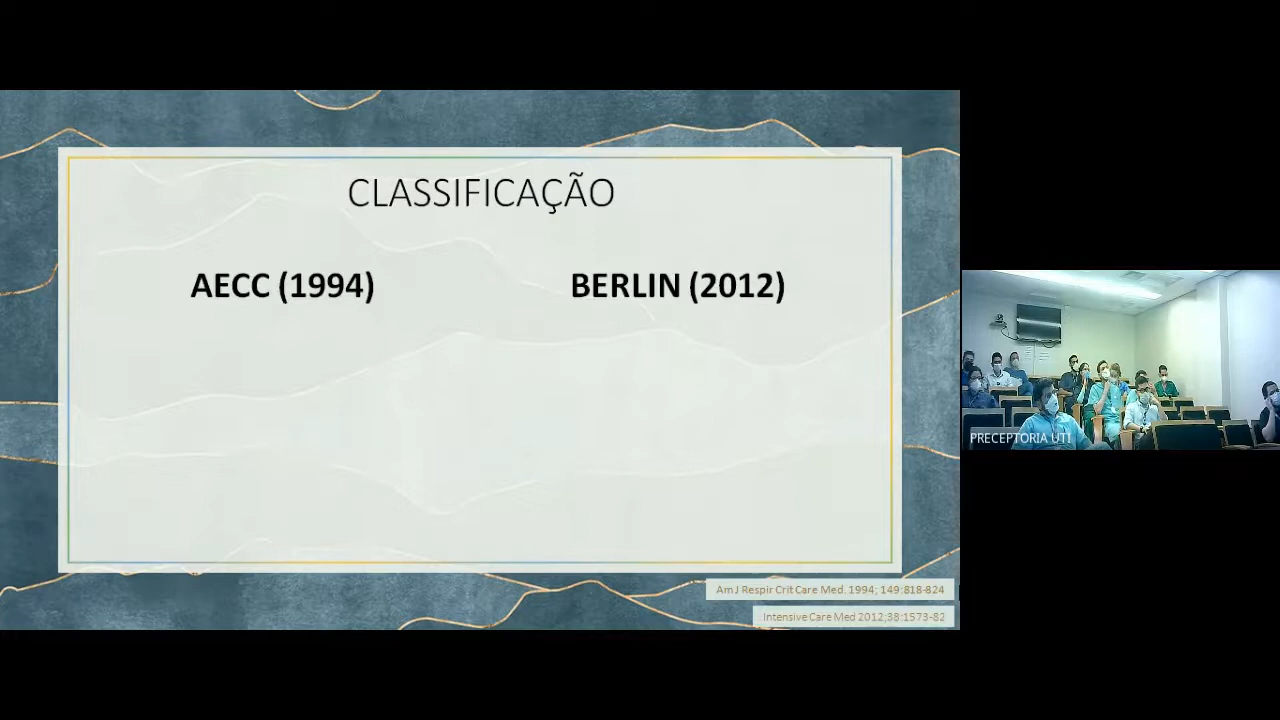 CLASSIFICAÇÃO
AECC (1994)
BERLIN (2012)
Am J Respir Crit Care Med. 1994; 149:818-824
Intensive Care Med 2012;38:1573-82
PRECEPTORIA UTI